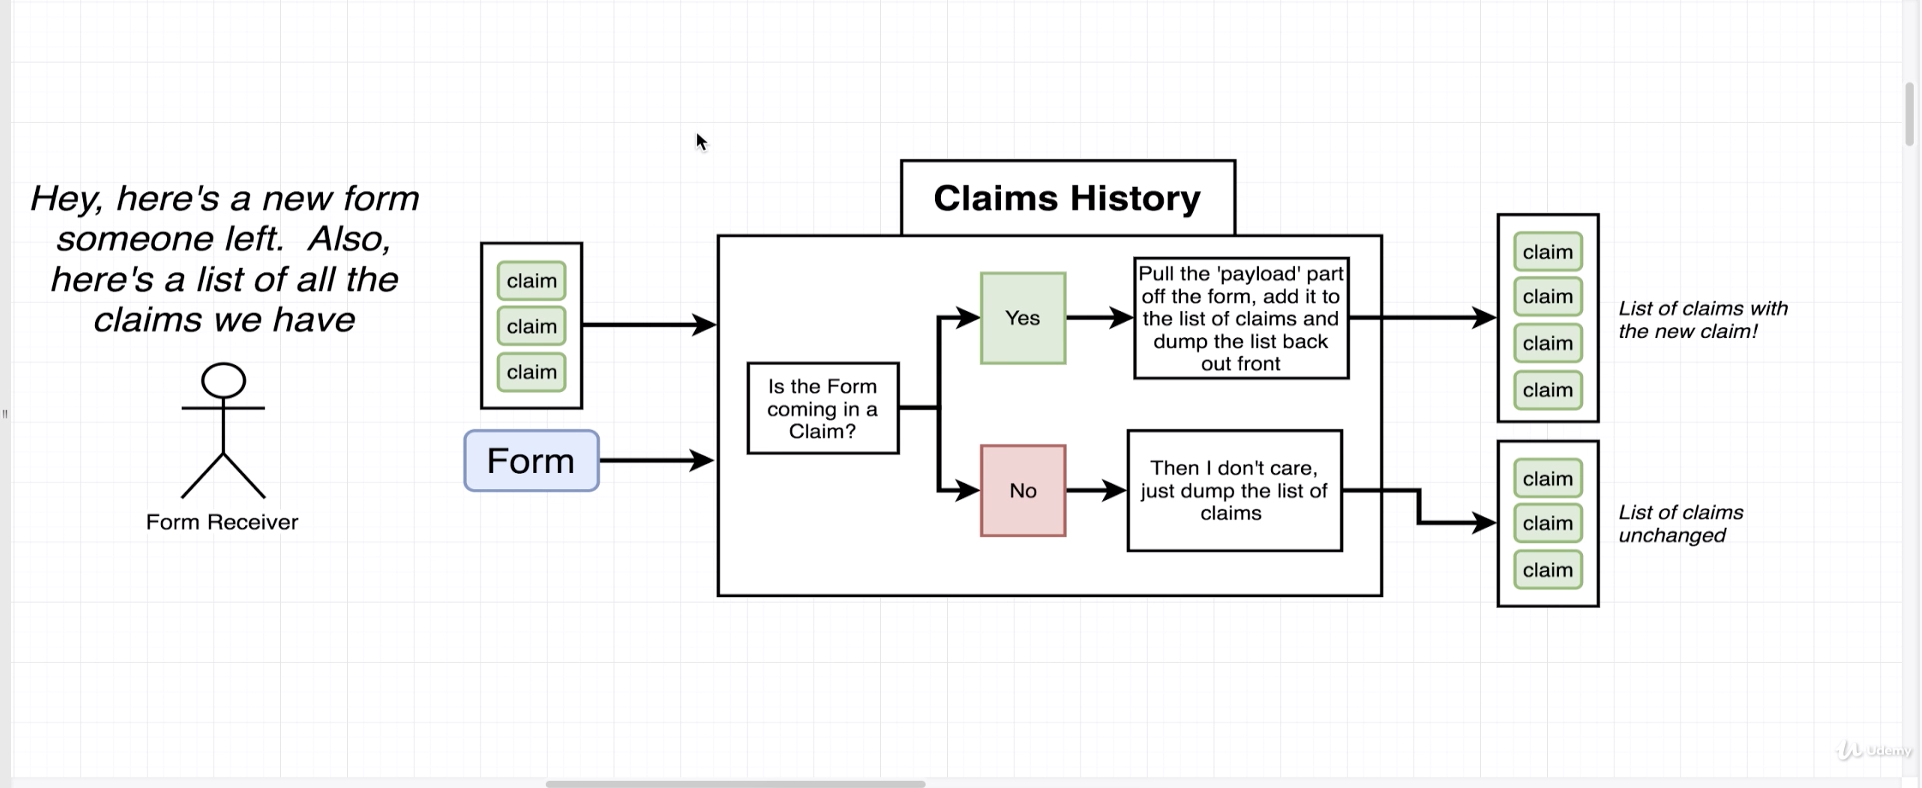 Hey, here's a new form
someone left.  Also,
here's a list of all the
claims we have
Form Receiver
claim
claim
claim
Form
Claims History
Is the Form
coming in a
Claim?
Yes
Pull the 'payload' part
off the form, add it to
the list of claims and
dump the list back
out front
No
Then I don't care,
just dump the list of
claims
claim
claim
claim
claim
List of claims with
the new claim!
claim
claim
claim
List of claims
unchanged
Udemy